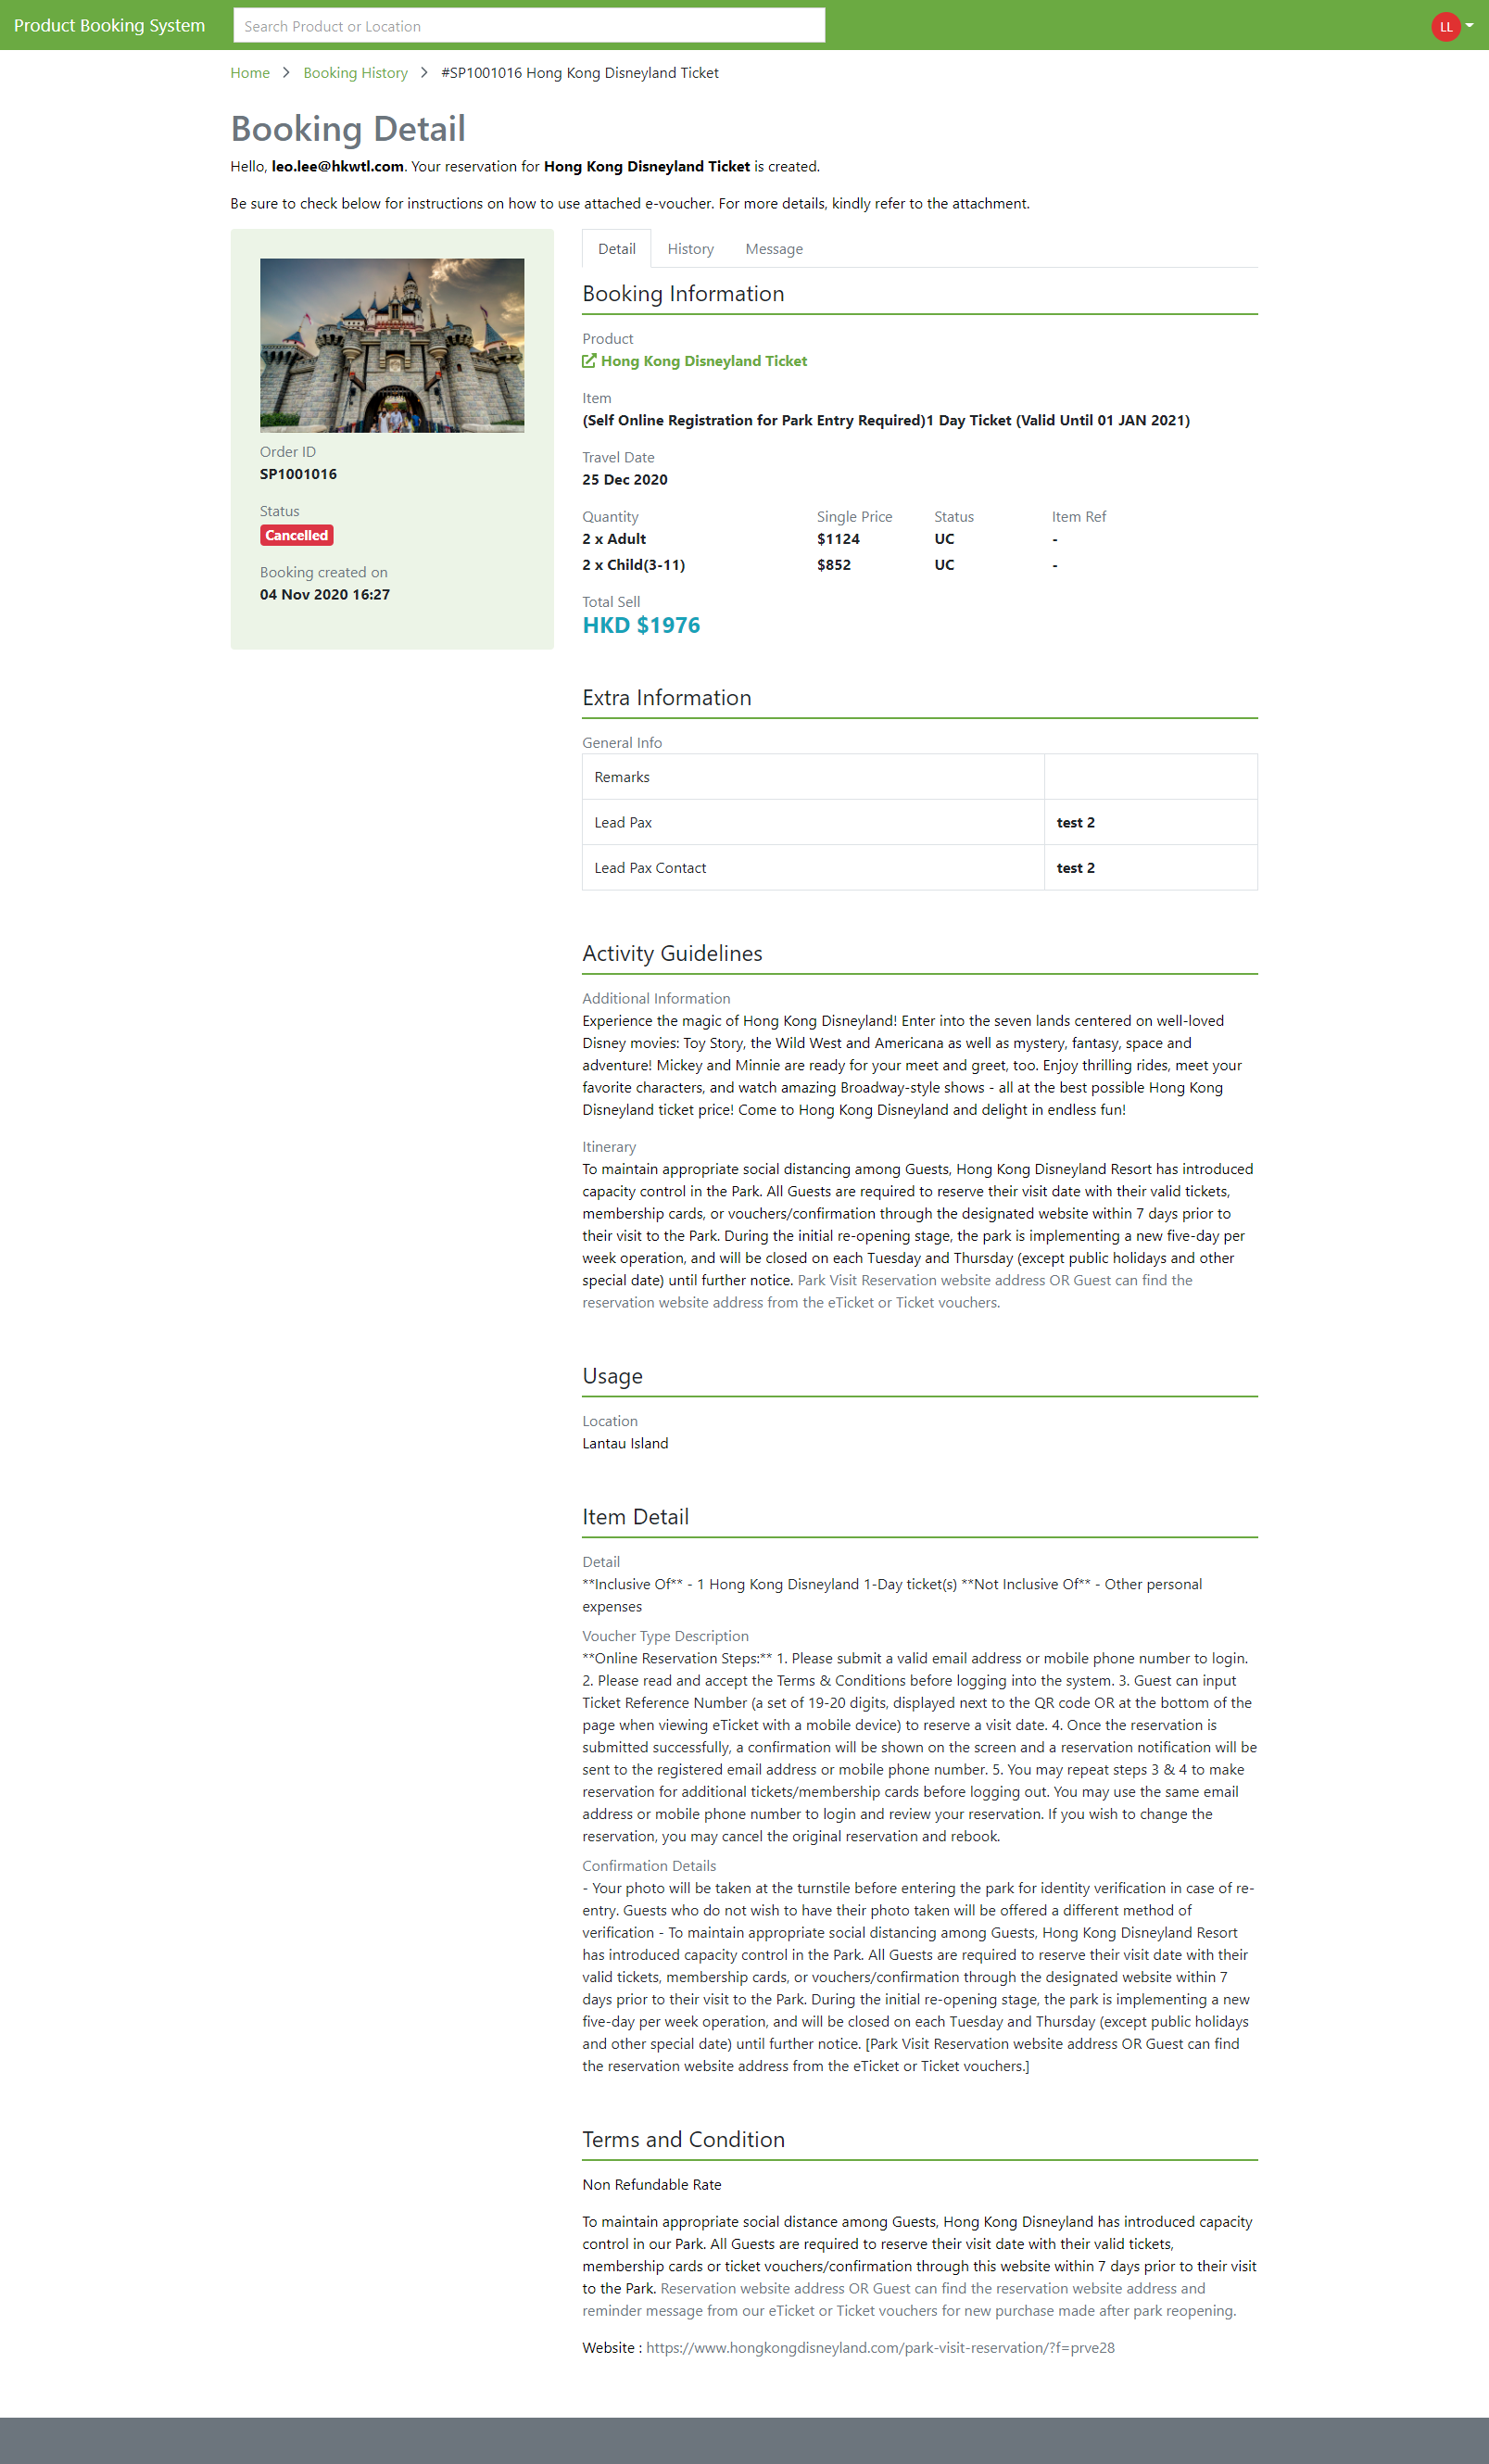 Product Booking System
Search Product or Location
LL
Home > Booking History > #SP1001016 Hong Kong Disneyland Ticket
Booking Detail
Hello, leo.lee@hkwtl.com. Your reservation for Hong Kong Disneyland Ticket is created.
Be sure to check below for instructions on how to use attached e-voucher. For more details, kindly refer to the attachment.
Order ID
SP1001016
Status
Cancelled
Booking created on
04 Nov 2020 16:27
Detail History Message
Booking Information
Product
Hong Kong Disneyland Ticket
Item
(Self Online Registration for Park Entry Required)1 Day Ticket (Valid Until 01 JAN 2021)
Travel Date
25 Dec 2020
Quantity Single Price Status Item Ref
2 x Adult $1124 UC -
2 x Child(3-11) $852 UC -
Total Sell
HKD $1976
Extra Information
General Info
Remarks
Lead Pax test 2
Lead Pax Contact test 2
Activity Guidelines
Additional Information
Experience the magic of Hong Kong Disneyland! Enter into the seven lands centered on well-loved
Disney movies: Toy Story, the Wild West and Americana as well as mystery, fantasy, space and
adventure! Mickey and Minnie are ready for your meet and greet, too. Enjoy thrilling rides, meet your
favorite characters, and watch amazing Broadway-style shows - all at the best possible Hong Kong
Disneyland ticket price! Come to Hong Kong Disneyland and delight in endless fun!
Itinerary
To maintain appropriate social distancing among Guests, Hong Kong Disneyland Resort has introduced
capacity control in the Park. All Guests are required to reserve their visit date with their valid tickets,
membership cards, or vouchers/confirmation through the designated website within 7 days prior to
their visit to the Park. During the initial re-opening stage, the park is implementing a new five-day per
week operation, and will be closed on each Tuesday and Thursday (except public holidays and other
special date) until further notice. Park Visit Reservation website address OR Guest can find the
reservation website address from the eTicket or Ticket vouchers.
Usage
Location
Lantau Island
Item Detail
Detail
**Inclusive Of** - 1 Hong Kong Disneyland 1-Day ticket(s) **Not Inclusive Of** - Other personal
expenses
Voucher Type Description
**Online Reservation Steps:** 1. Please submit a valid email address or mobile phone number to login.
2. Please read and accept the Terms & Conditions before logging into the system. 3. Guest can input
Ticket Reference Number (a set of 19-20 digits, displayed next to the QR code OR at the bottom of the
page when viewing eTicket with a mobile device) to reserve a visit date. 4. Once the reservation is
submitted successfully, a confirmation will be shown on the screen and a reservation notification will be
sent to the registered email address or mobile phone number. 5. You may repeat steps 3 & 4 to make
reservation for additional tickets/membership cards before logging out. You may use the same email
address or mobile phone number to login and review your reservation. If you wish to change the
reservation, you may cancel the original reservation and rebook.
Confirmation Details
- Your photo will be taken at the turnstile before entering the park for identity verification in case of re-
entry. Guests who do not wish to have their photo taken will be offered a different method of
verification - To maintain appropriate social distancing among Guests, Hong Kong Disneyland Resort
has introduced capacity control in the Park. All Guests are required to reserve their visit date with their
valid tickets, membership cards, or vouchers/confirmation through the designated website within 7
days prior to their visit to the Park. During the initial re-opening stage, the park is implementing a new
five-day per week operation, and will be closed on each Tuesday and Thursday (except public holidays
and other special date) until further notice. [Park Visit Reservation website address OR Guest can find
the reservation website address from the eTicket or Ticket vouchers.]
Terms and Condition
Non Refundable Rate
To maintain appropriate social distance among Guests, Hong Kong Disneyland has introduced capacity
control in our Park. All Guests are required to reserve their visit date with their valid tickets,
membership cards or ticket vouchers/confirmation through this website within 7 days prior to their visit
to the Park. Reservation website address OR Guest can find the reservation website address and
reminder message from our eTicket or Ticket vouchers for new purchase made after park reopening.
Website : https://www.hongkongdisneyland.com/park-visit-reservation/?f=prve28